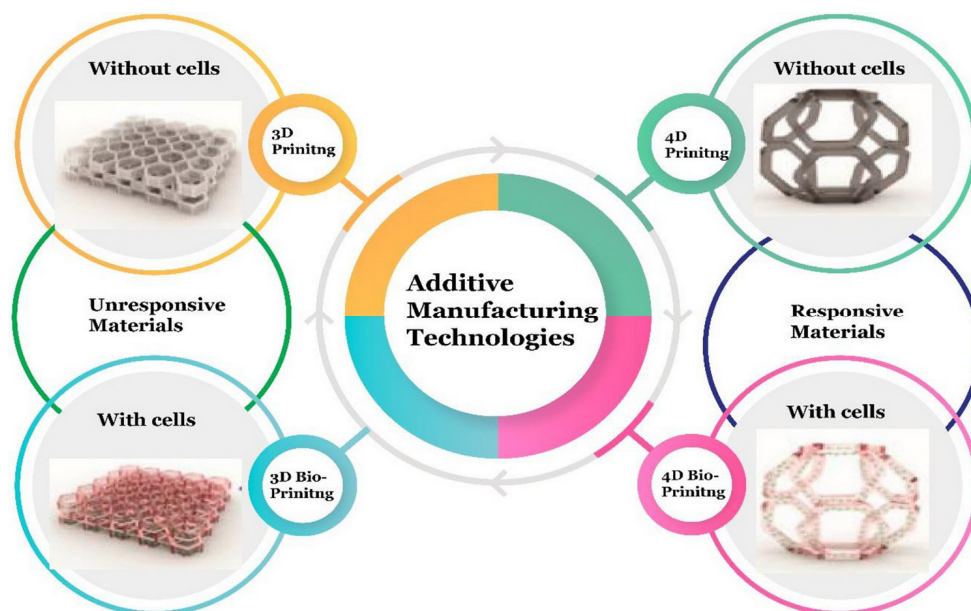 Without cells
3D
Prinitng
Unresponsive
Materials
With cells
3D Bio-
Prinitng
Additive
Manufacturing
Technologies
Without cells
4D
Prinitng
Responsive
Materials
With cells
4D Bio-
Prinitng